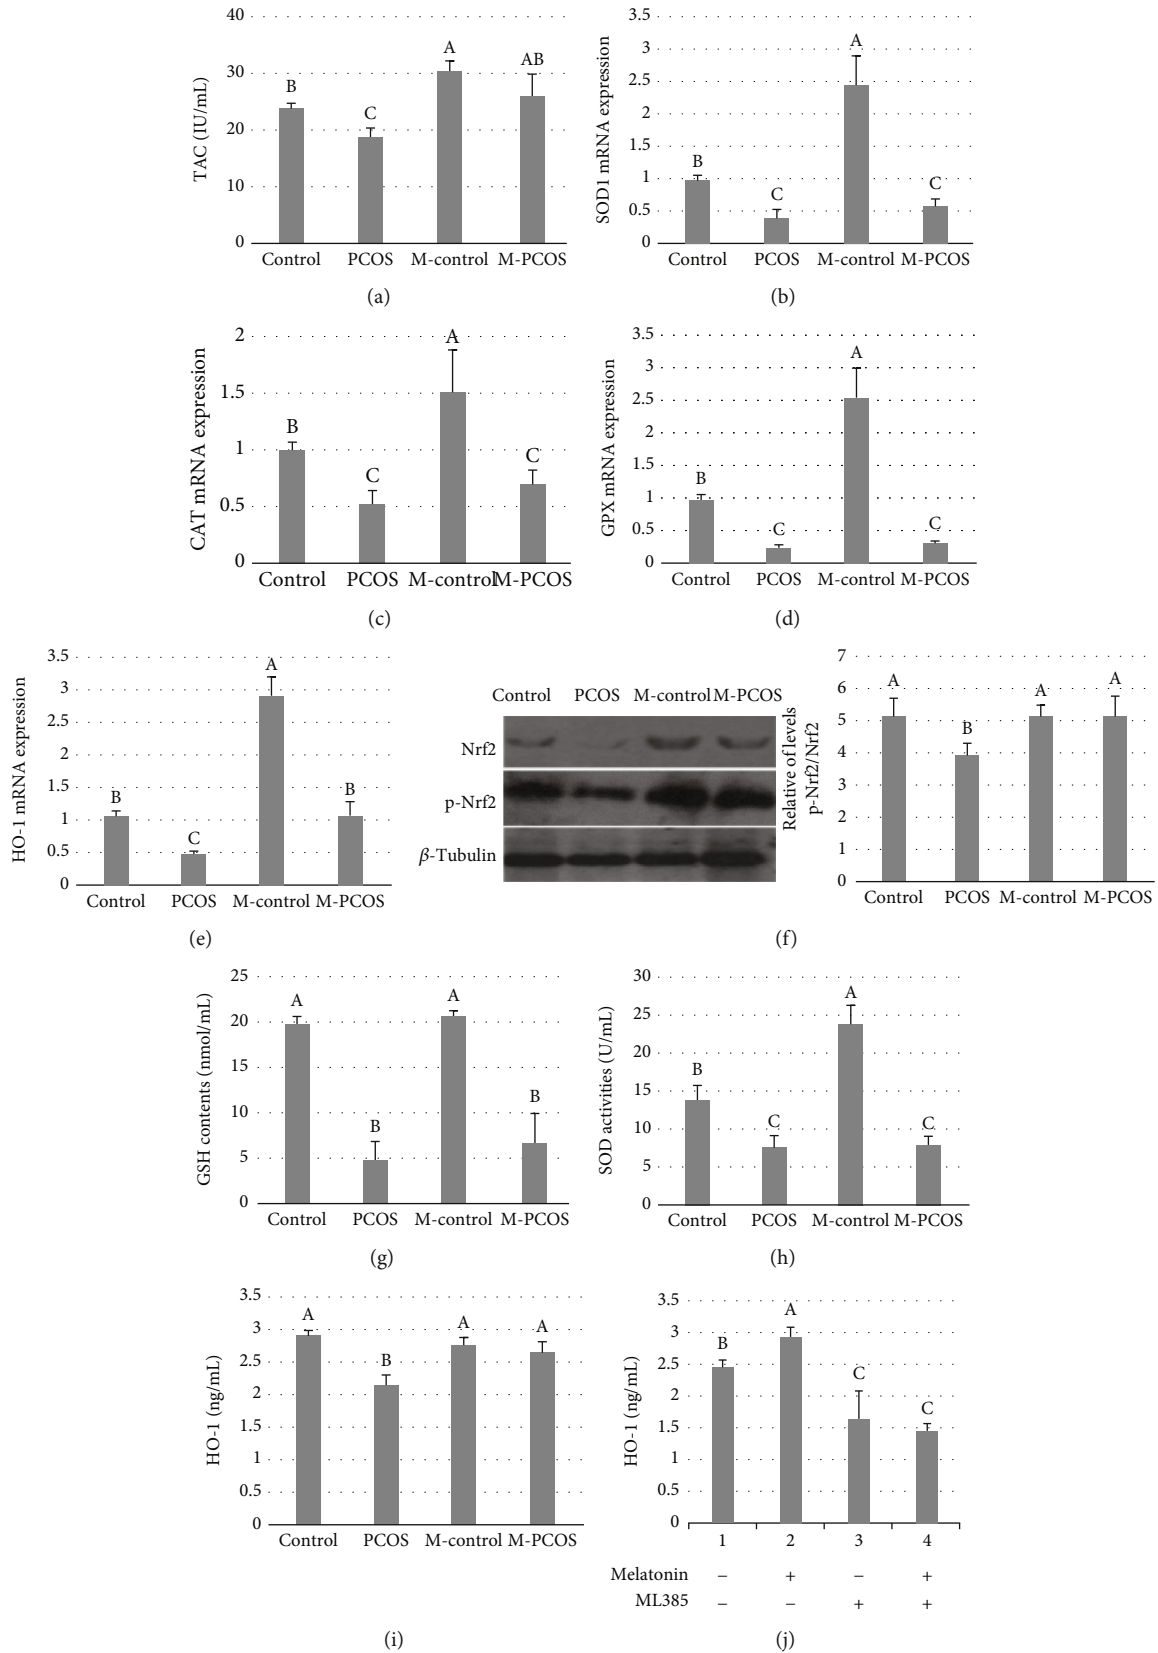 40
30
20
10
0
TAC (IU/mL)
B
C
A
AB
Control PCOS M-control M-PCOS
(a)
3.5
3
2.5
2
1.5
1
0.5
0
SOD1 mRNA expression
B
C
A
C
Control PCOS M-control M-PCOS
(b)
2
1.5
1
0.5
0
CAT mRNA expression
B
C
A
C
Control PCOS M-control M-PCOS
(c)
3.5
3
2.5
2
1.5
1
0.5
0
GPX mRNA expression
B
C
A
C
Control PCOS M-control M-PCOS
(d)
3.5
3
2.5
2
1.5
1
0.5
0
HO-1 mRNA expression
B
C
A
B
Control PCOS M-control M-PCOS
(e)
Control PCOS M-control M-PCOS
Nrf2
p-Nrf2
β-Tubulin
7
6
5
4
3
2
1
0
Relative of levels
p-Nrf2/Nrf2
A
B
A
A
Control PCOS M-control M-PCOS
(f)
25
20
15
10
5
0
GSH contents (nmol/mL)
A
B
A
B
Control PCOS M-control M-PCOS
(g)
30
25
20
15
10
5
0
SOD activities (U/mL)
B
C
A
C
Control PCOS M-control M-PCOS
(h)
3.5
3
2.5
2
1.5
1
0.5
0
HO-1 (ng/mL)
A
B
A
A
Control PCOS M-control M-PCOS
(i)
3.5
3
2.5
2
1.5
1
0.5
0
HO-1 (ng/mL)
B
A
C
C
1 2 3 4
Melatonin − + − +
ML385 − − + +
(j)